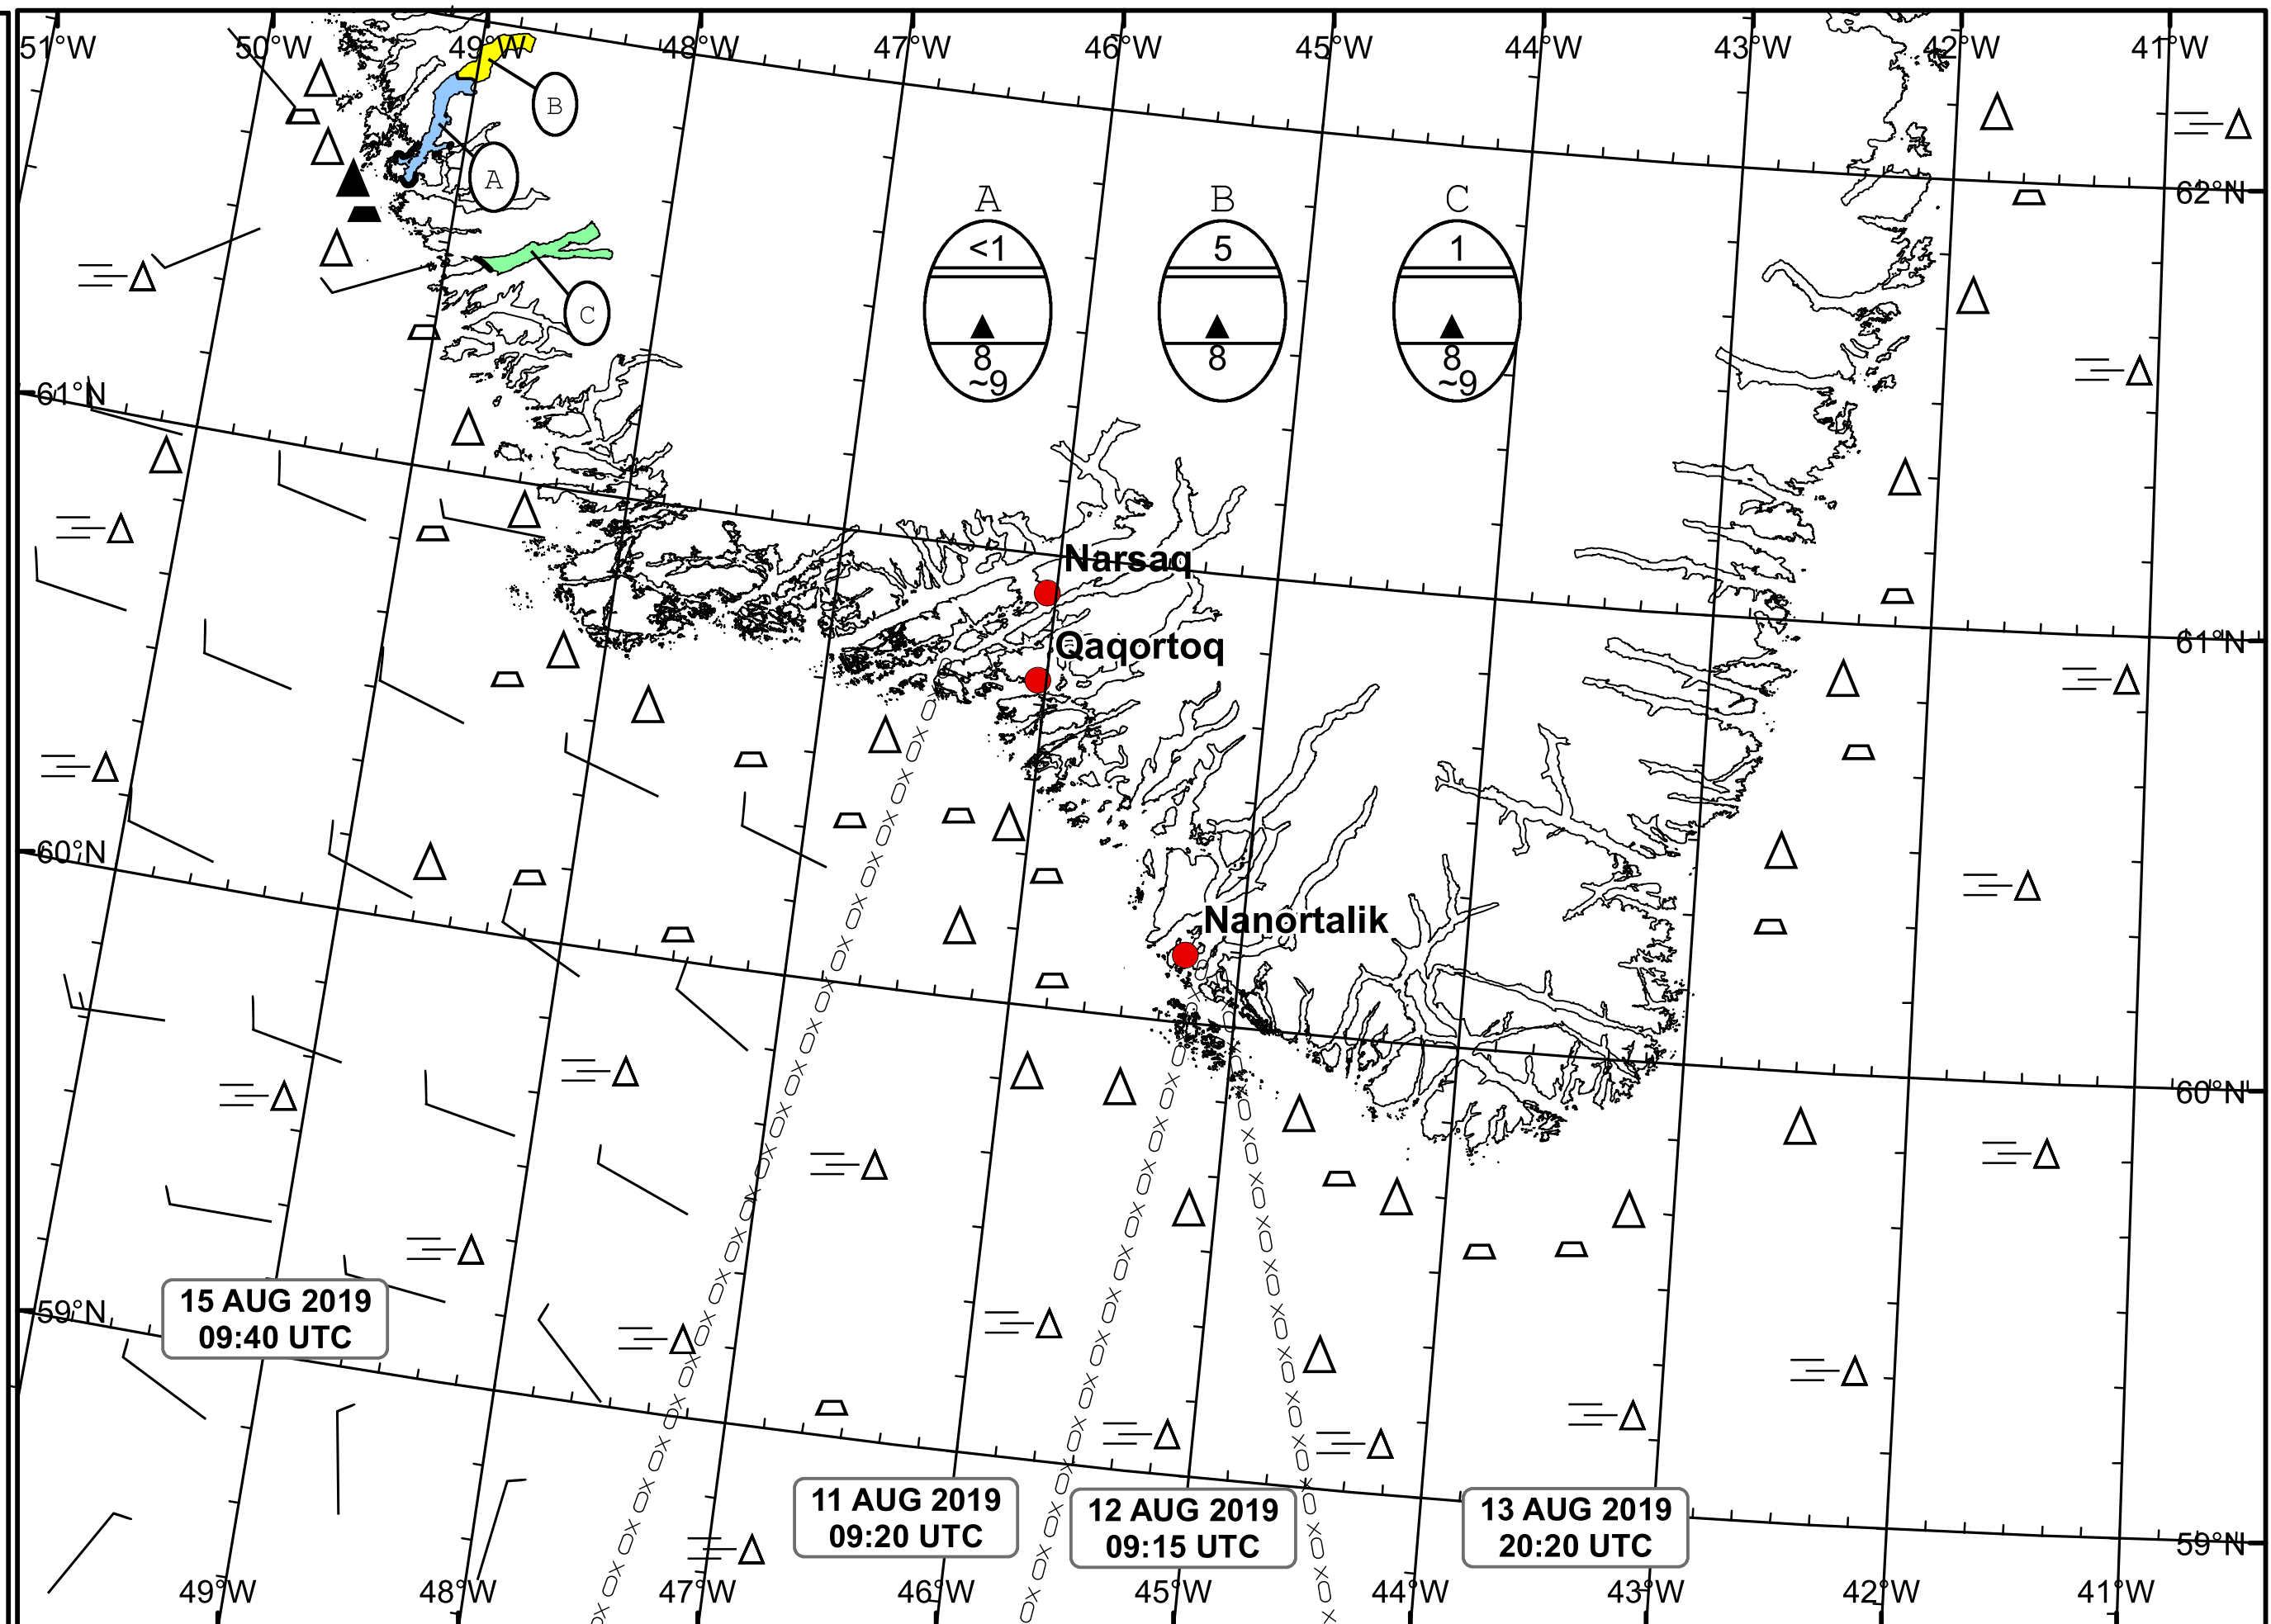 51°W 50°W 49°W 48°W 47°W 46°W 45°W 44°W 43°W 42°W 41°W
B
A
C
A B C
<1 5 1
8 8 8
~9 ~9
62°N
61°N
Narsaq
61°N
Qaqortoq
60°N
Nanortalik
60°N
59°N
15 AUG 2019
09:40 UTC
11 AUG 2019
09:20 UTC
12 AUG 2019
09:15 UTC
13 AUG 2019
20:20 UTC
59°N
49°W 48°W 47°W 46°W 45°W 44°W 43°W 42°W 41°W